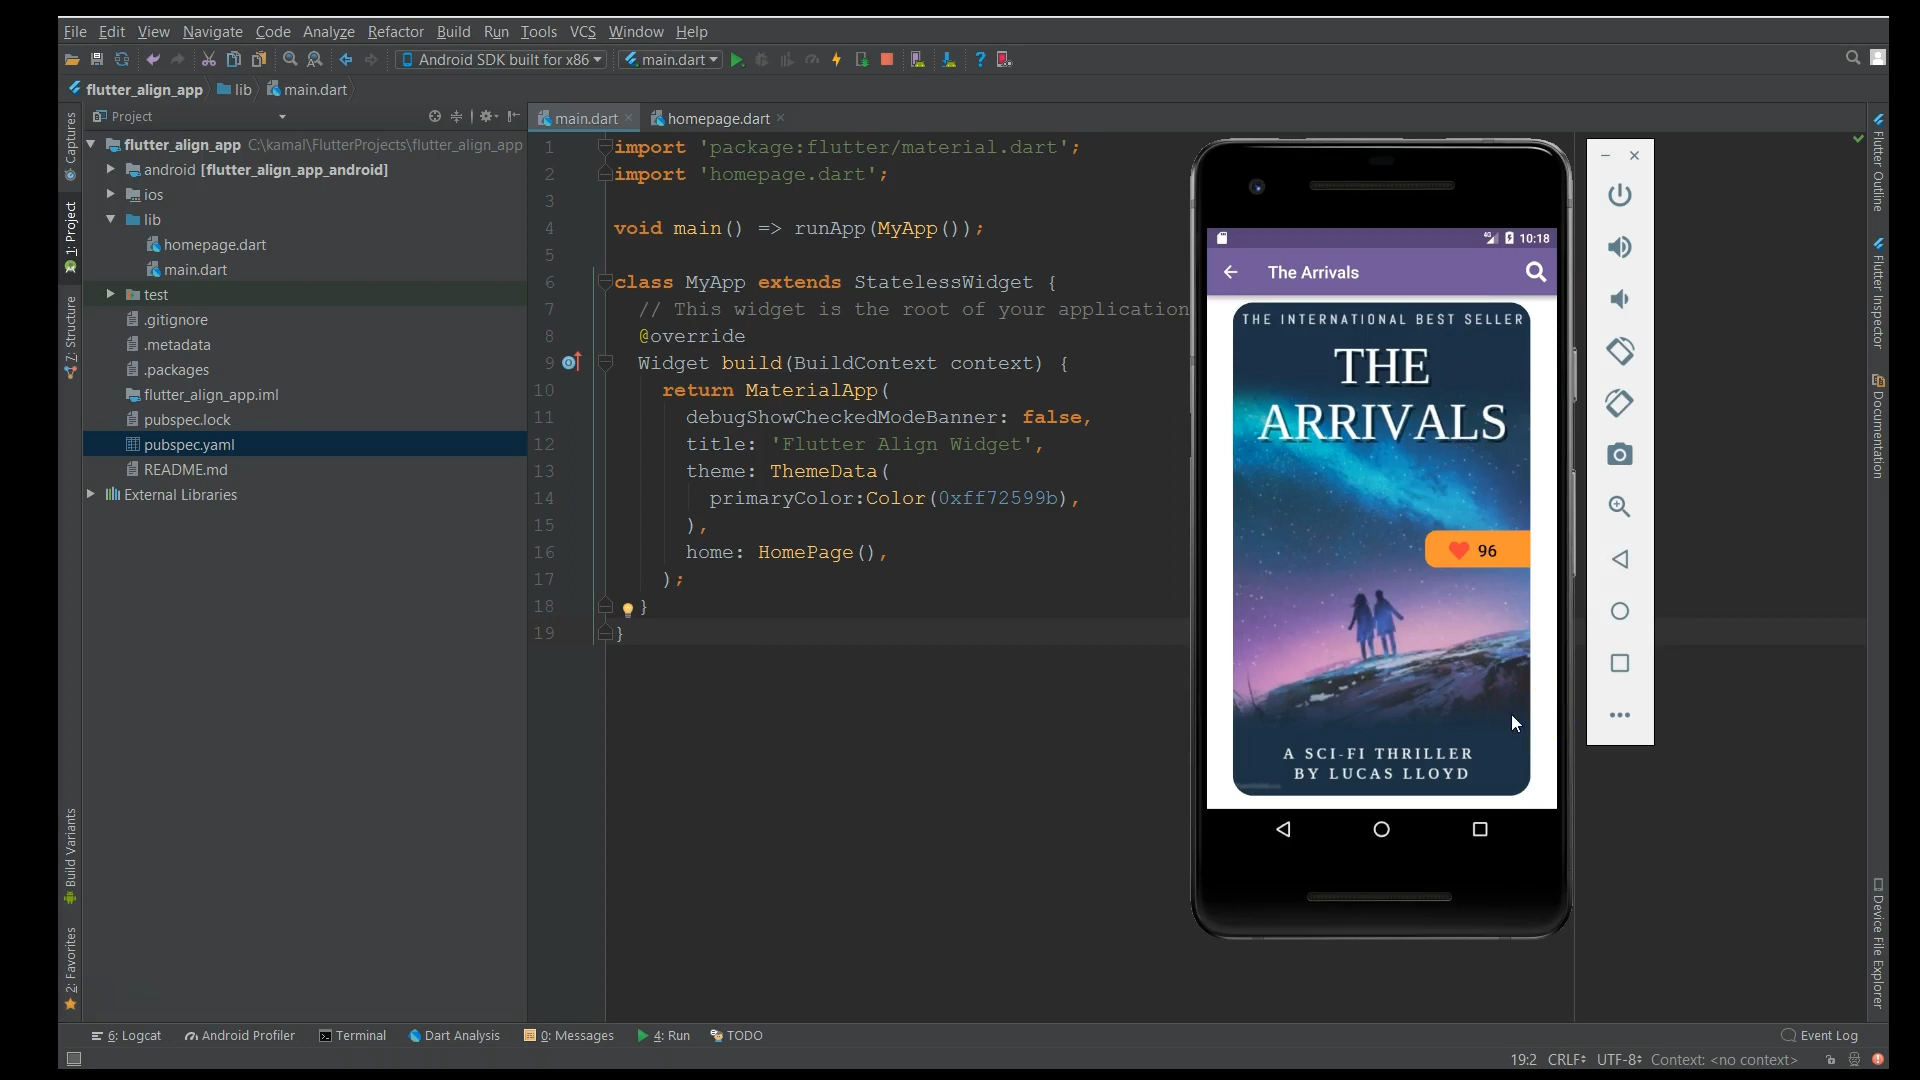 File Edit View Navigate Code Analyze Refactor Build Run Tools VCS Window Help
Android SDK built for x86 main.dart
flutter_align_app lib main.dart
Project
main.dart homepage.dart
Captures
1: Project
7: Structure
Build Variants
2: Favorites
flutter_align_app C:\kamal\FlutterProjects\flutter_align_app
android [flutter_align_app_android]
ios
lib
homepage.dart
main.dart
test
.gitignore
.metadata
.packages
flutter_align_app.iml
pubspec.lock
pubspec.yaml
README.md
External Libraries
1 import 'package:flutter/material.dart';
2 import 'homepage.dart';
3
4 void main() => runApp(MyApp());
5
6 class MyApp extends StatelessWidget {
7 // This widget is the root of your application
8 @override
9 Widget build(BuildContext context) {
10 return MaterialApp(
11 debugShowCheckedModeBanner: false,
12 title: 'Flutter Align Widget',
13 theme: ThemeData(
14 primaryColor:Color(0xff72599b),
15 ),
16 home: HomePage(),
17 );
18 }
19 }
4G 10:18
The Arrivals
THE INTERNATIONAL BEST SELLER
THE
ARRIVALS
96
A SCI-FI THRILLER
BY LUCAS LLOYD
Flutter Outline
Flutter Inspector
Documentation
Device File Explorer
6: Logcat Android Profiler Terminal Dart Analysis 0: Messages 4: Run TODO Event Log
19:2 CRLF UTF-8 Context: <no context>